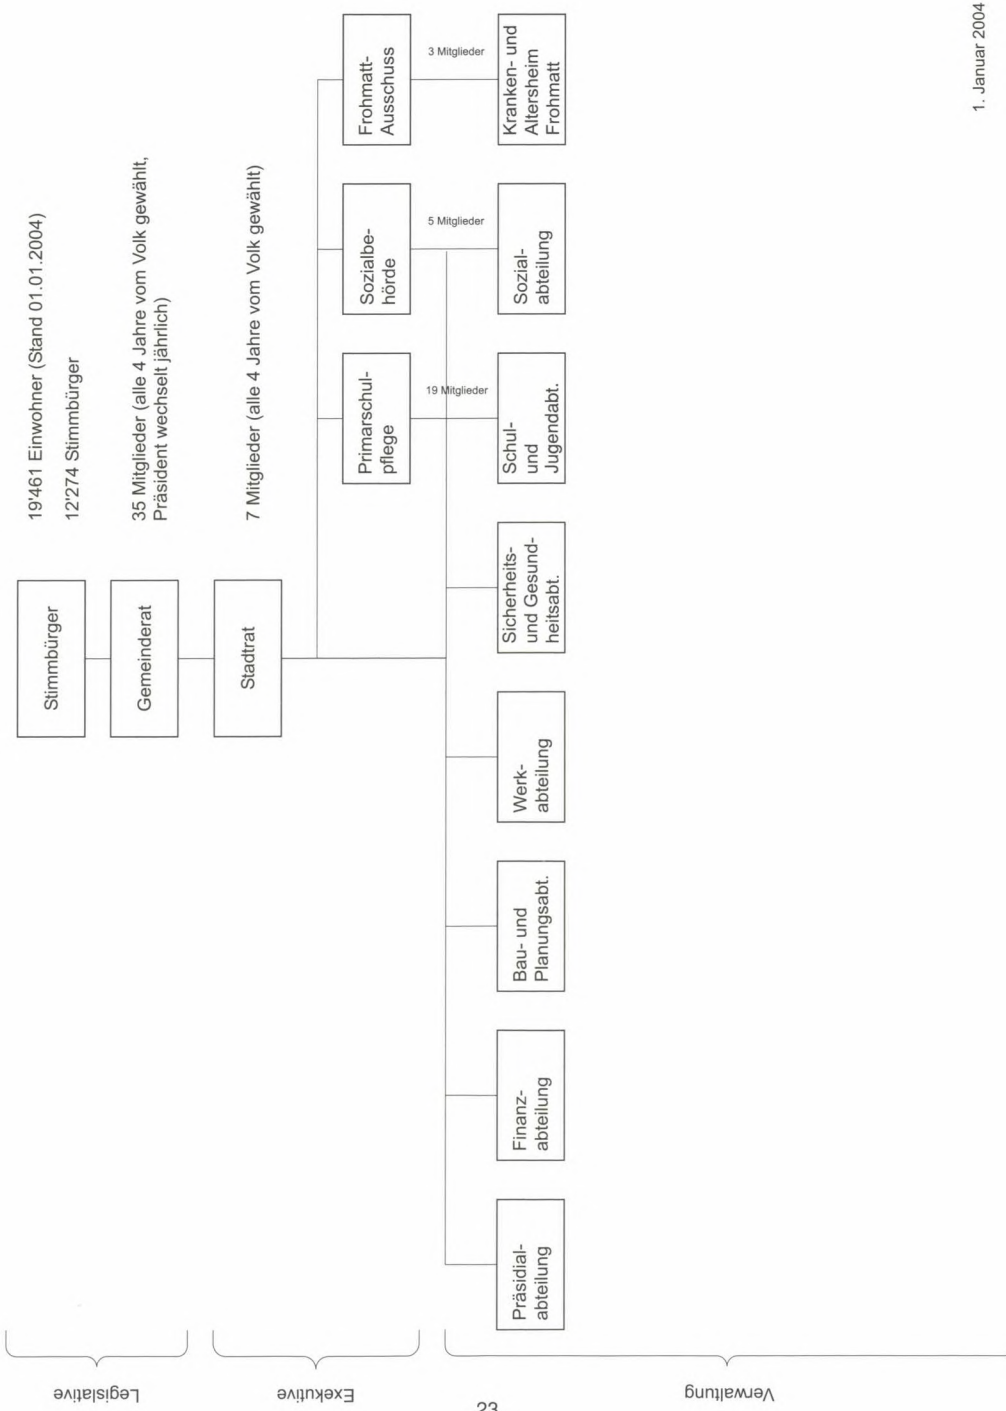 Legislative
Stimmbürger
19'461 Einwohner (Stand 01.01.2004)
12'274 Stimmbürger
Gemeinderat
35 Mitglieder (alle 4 Jahre vom Volk gewählt,
Präsident wechselt jährlich)
Exekutive
Stadtrat
7 Mitglieder (alle 4 Jahre vom Volk gewählt)
Primarschul-
pflege
Sozialbe-
hörde
Frohmatt-
Ausschuss
19 Mitglieder
5 Mitglieder
3 Mitglieder
Verwaltung
Präsidial-
abteilung
Finanz-
abteilung
Bau- und
Planungsabt.
Werk-
abteilung
Sicherheits-
und Gesund-
heitsabt.
Schul-
und
Jugendabt.
Sozial-
abteilung
Kranken- und
Altersheim
Frohmatt
1. Januar 2004
23